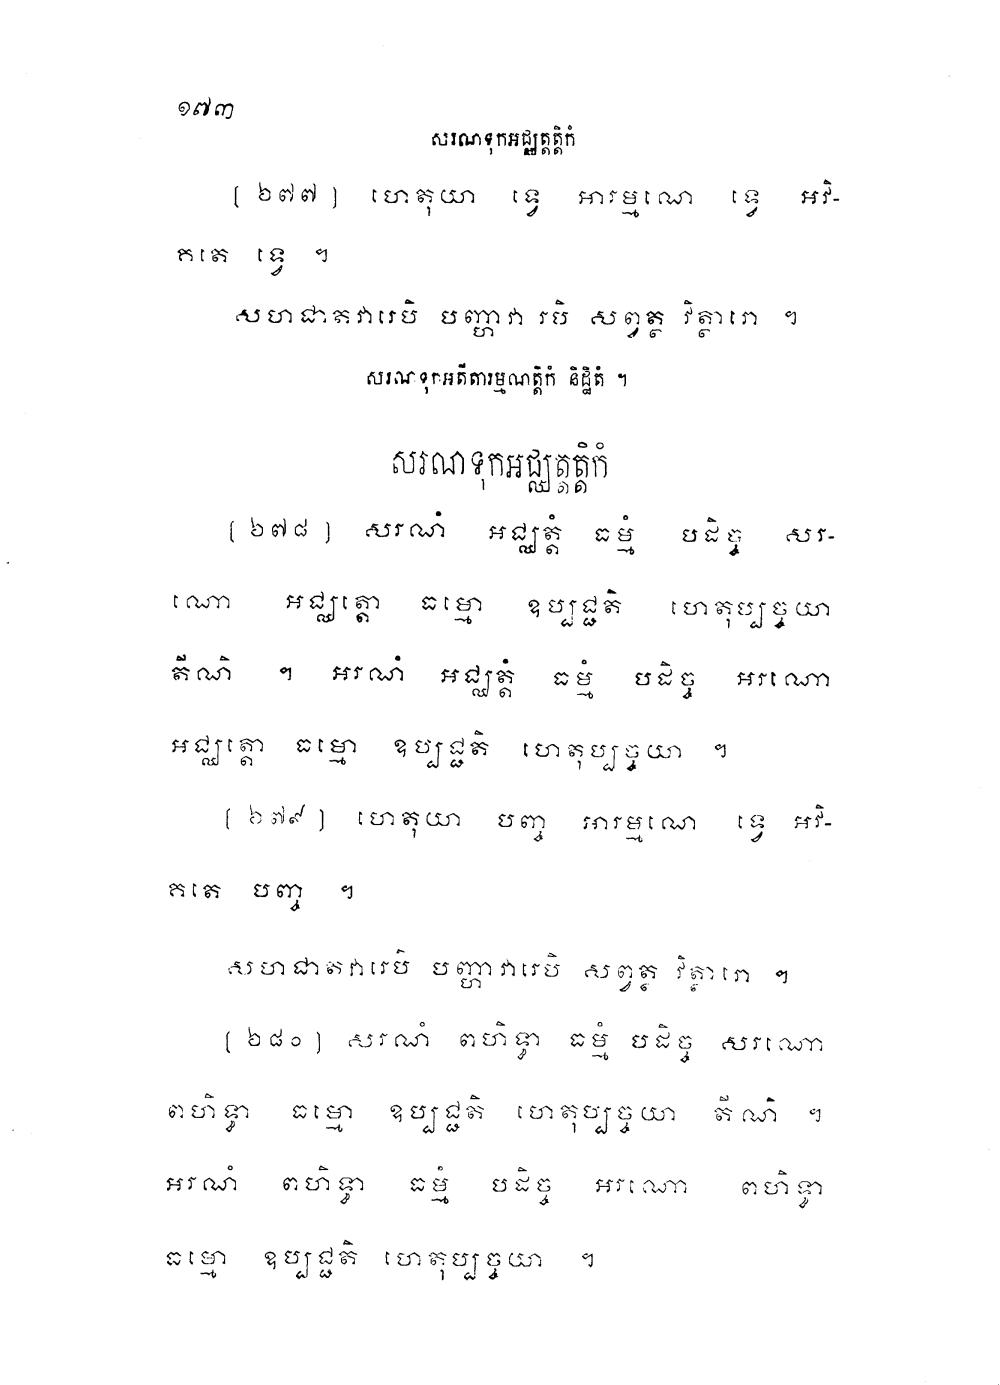 ១៧៣
សរណទុកអជ្ឈត្តត្តិកំ
[ ២៧៧ ] ហេតុយា ទ្វេ អារម្មណេ ទ្វេ អវិ-
កតេ ទ្វេ ។
សហជាតវារេបិ បញ្ហាវា របិ សព្វត្ថ វិត្ថារោ ។
សរណទុកអតីតារម្មណត្តិកំ និដ្ឋិតំ ។
សរណទុកអជ្ឈត្តត្តិកំ
[ ៦៧៨ ] សរណំ អជ្ឈត្តំ ធម្មំ បដិច្ច សរ-
ណោ អជ្ឈត្តោ ធម្មោ ឧប្បជ្ជតិ ហេតុប្បច្ចយា
តីណិ ។ អរណំ អជ្ឈត្តំ ធម្មំ បដិច្ច អរណោ
អជ្ឈត្តោ ធម្មោ ឧប្បជ្ជតិ ហេតុប្បច្ចយា ។
[ ៦៧៩ ] ហេតុយា បញ្ច អារម្មណេ ទ្វេ អវិ-
កតេ បញ្ច ។
សហជាតវារេបិ បញ្ហាវារេបិ សព្វត្ថ វិត្ថារោ ។
[ ៦៨០ ] សរណំ ពហិទ្ធា ធម្មំ បដិច្ច សរណោ
ពហិទ្ធា ធម្មោ ឧប្បជ្ជតិ ហេតុប្បច្ចយា តីណិ ។
អរណំ ពហិទ្ធា ធម្មំ បដិច្ច អរណោ ពហិទ្ធា
ធម្មោ ឧប្បជ្ជតិ ហេតុប្បច្ចយា ។